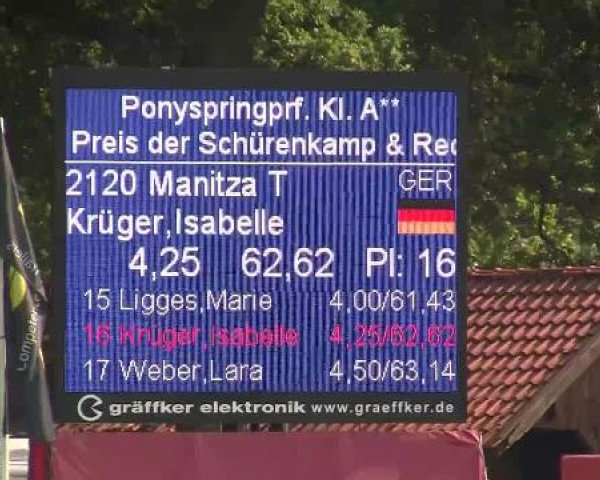 Ponyspringprf. Kl. A**
Preis der Schürenkamp & Rec
2120 Manitza T GER
Krüger,Isabelle
4,25 62,62 Pl: 16
15 Ligges,Marie 4,00/61,43
16 Krüger,Isabelle 4,25/62,62
17 Weber,Lara 4,50/63,14
gräffker elektronik www.graeffker.de